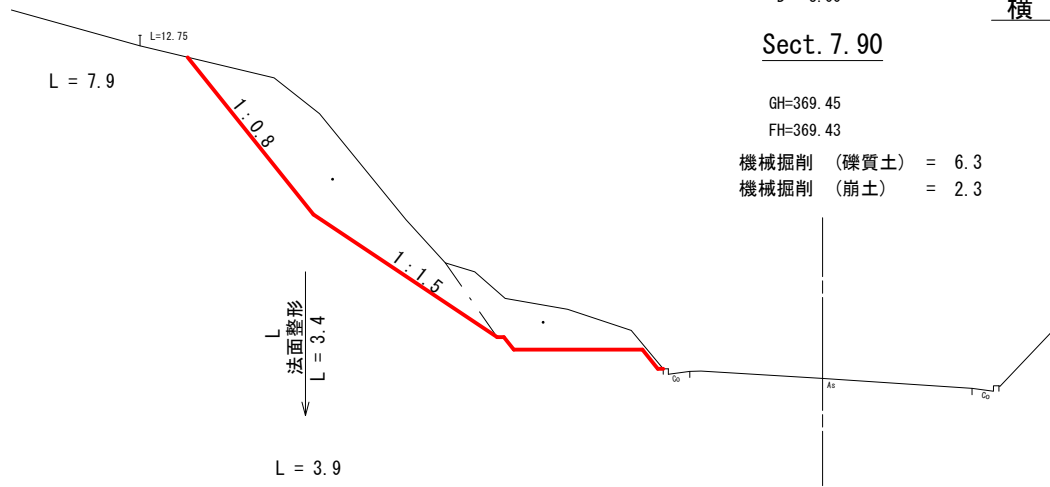 横
L=12.75
Sect. 7.90
L = 7.9
1:0.8
GH=369.45
FH=369.43
機械掘削 (礫質土) = 6.3
機械掘削 (崩土) = 2.3
1:1.5
L
法面整形
L = 3.4
Co
As
Co
L = 3.9